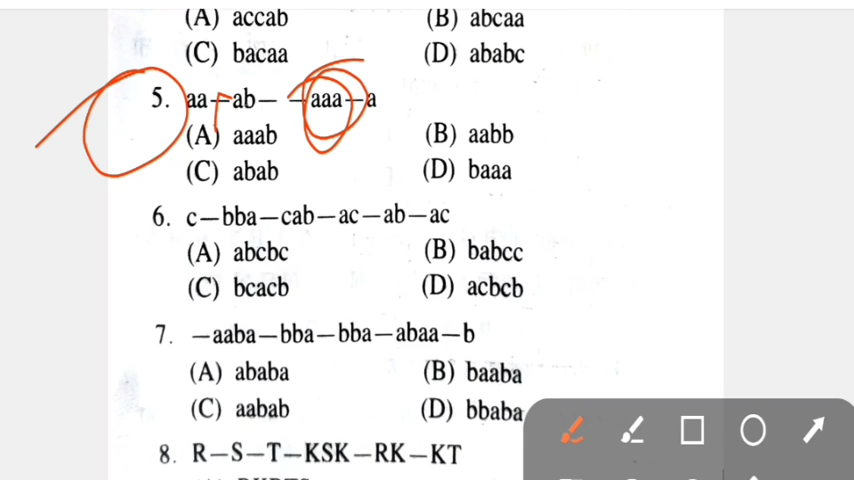 (A) accab (B) abcaa
(C) bacaa (D) ababc
5. aa–ab– –aaa–a
(A) aaab (B) aabb
(C) abab (D) baaa
6. c–bba–cab–ac–ab–ac
(A) abcbc (B) babcc
(C) bcacb (D) acbcb
7. –aaba–bba–bba–abaa–b
(A) ababa (B) baaba
(C) aabab (D) bbaba
8. R–S–T–KSK–RK–KT